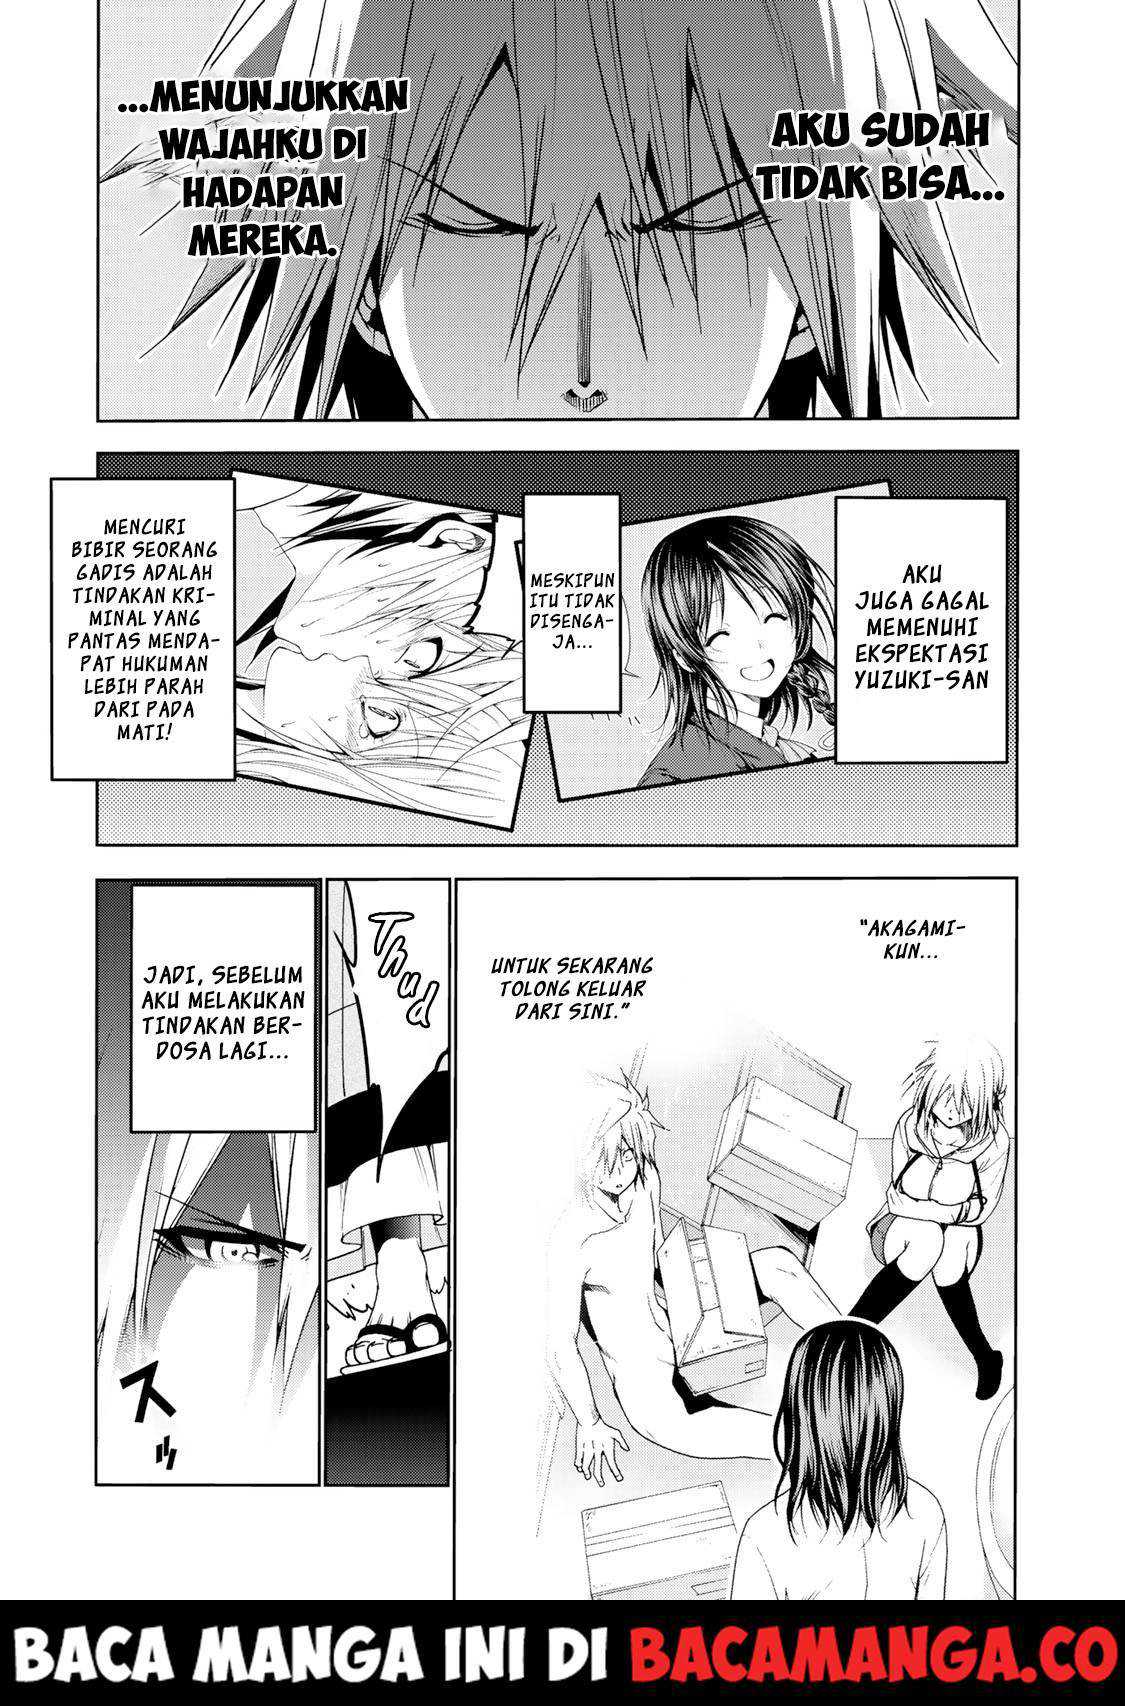 AKU SUDAH
TIDAK BISA...
...MENUNJUKKAN
WAJAHKU DI
HADAPAN
MEREKA.
AKU
JUGA GAGAL
MEMENUHI
EKSPEKTASI
YUZUKI-SAN
MESKIPUN
ITU TIDAK
DISENGA-
JA...
MENCURI
BIBIR SEORANG
GADIS ADALAH
TINDAKAN KRI-
MINAL YANG
PANTAS MENDA-
PAT HUKUMAN
LEBIH PARAH
DARI PADA
MATI!
"AKAGAMI-
KUN...
UNTUK SEKARANG
TOLONG KELUAR
DARI SINI."
Thud
JADI, SEBELUM
AKU MELAKUKAN
TINDAKAN BER-
DOSA LAGI...
スッ
BACA MANGA INI DI BACAMANGA.CO